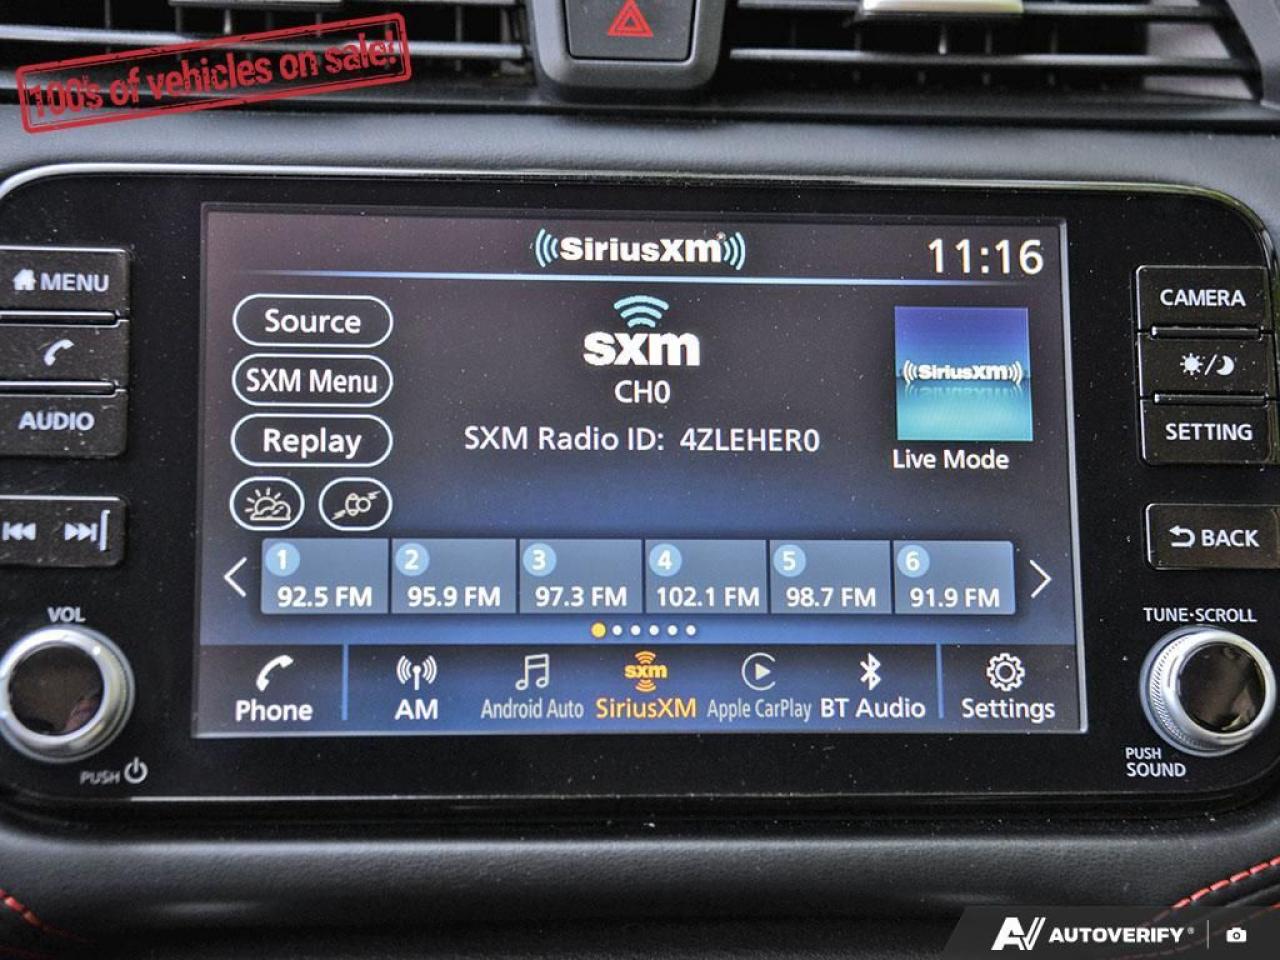 100's of vehicles on sale!
((SiriusXm)))
11:16
MENU
AUDIO
Source
SXM Menu
Replay
sxm
CH0
SXM Radio ID: 4ZLEHER0
((SiriusXm))
Live Mode
CAMERA
SETTING
BACK
1 92.5 FM
2 95.9 FM
3 97.3 FM
4 102.1 FM
5 98.7 FM
6 91.9 FM
VOL
PUSH
TUNE·SCROLL
PUSH
SOUND
Phone
AM
Android Auto
sxm
SiriusXM
Apple CarPlay
BT Audio
Settings
AUTOVERIFY